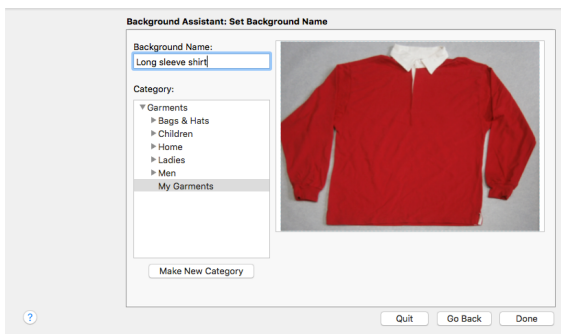 Background Assistant: Set Background Name
Background Name:
Long sleeve shirt
Category:
Garments
Bags & Hats
Children
Home
Ladies
Men
My Garments
Make New Category
?
Quit
Go Back
Done